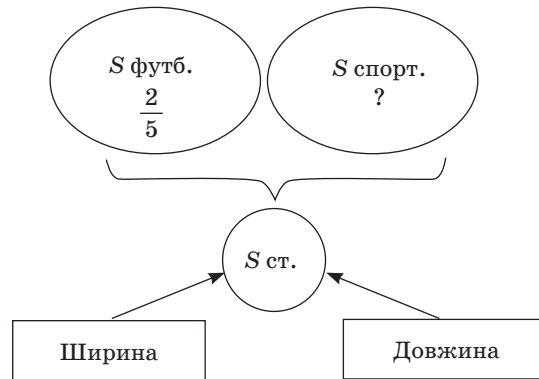 S футб.
2
5
S спорт.
?
S ст.
Ширина
Довжина